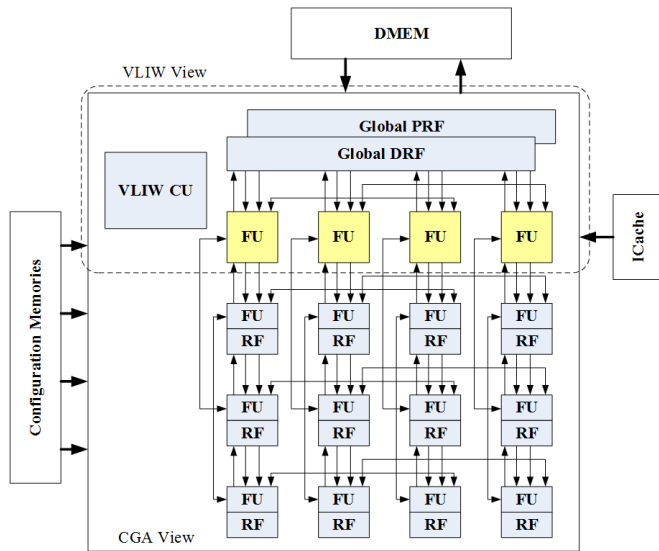 DMEM
VLIW View
Global PRF
Global DRF
VLIW CU
FU FU FU FU
ICache
Configuration Memories
FU FU FU FU
RF RF RF RF
FU FU FU FU
RF RF RF RF
FU FU FU FU
RF RF RF RF
CGA View